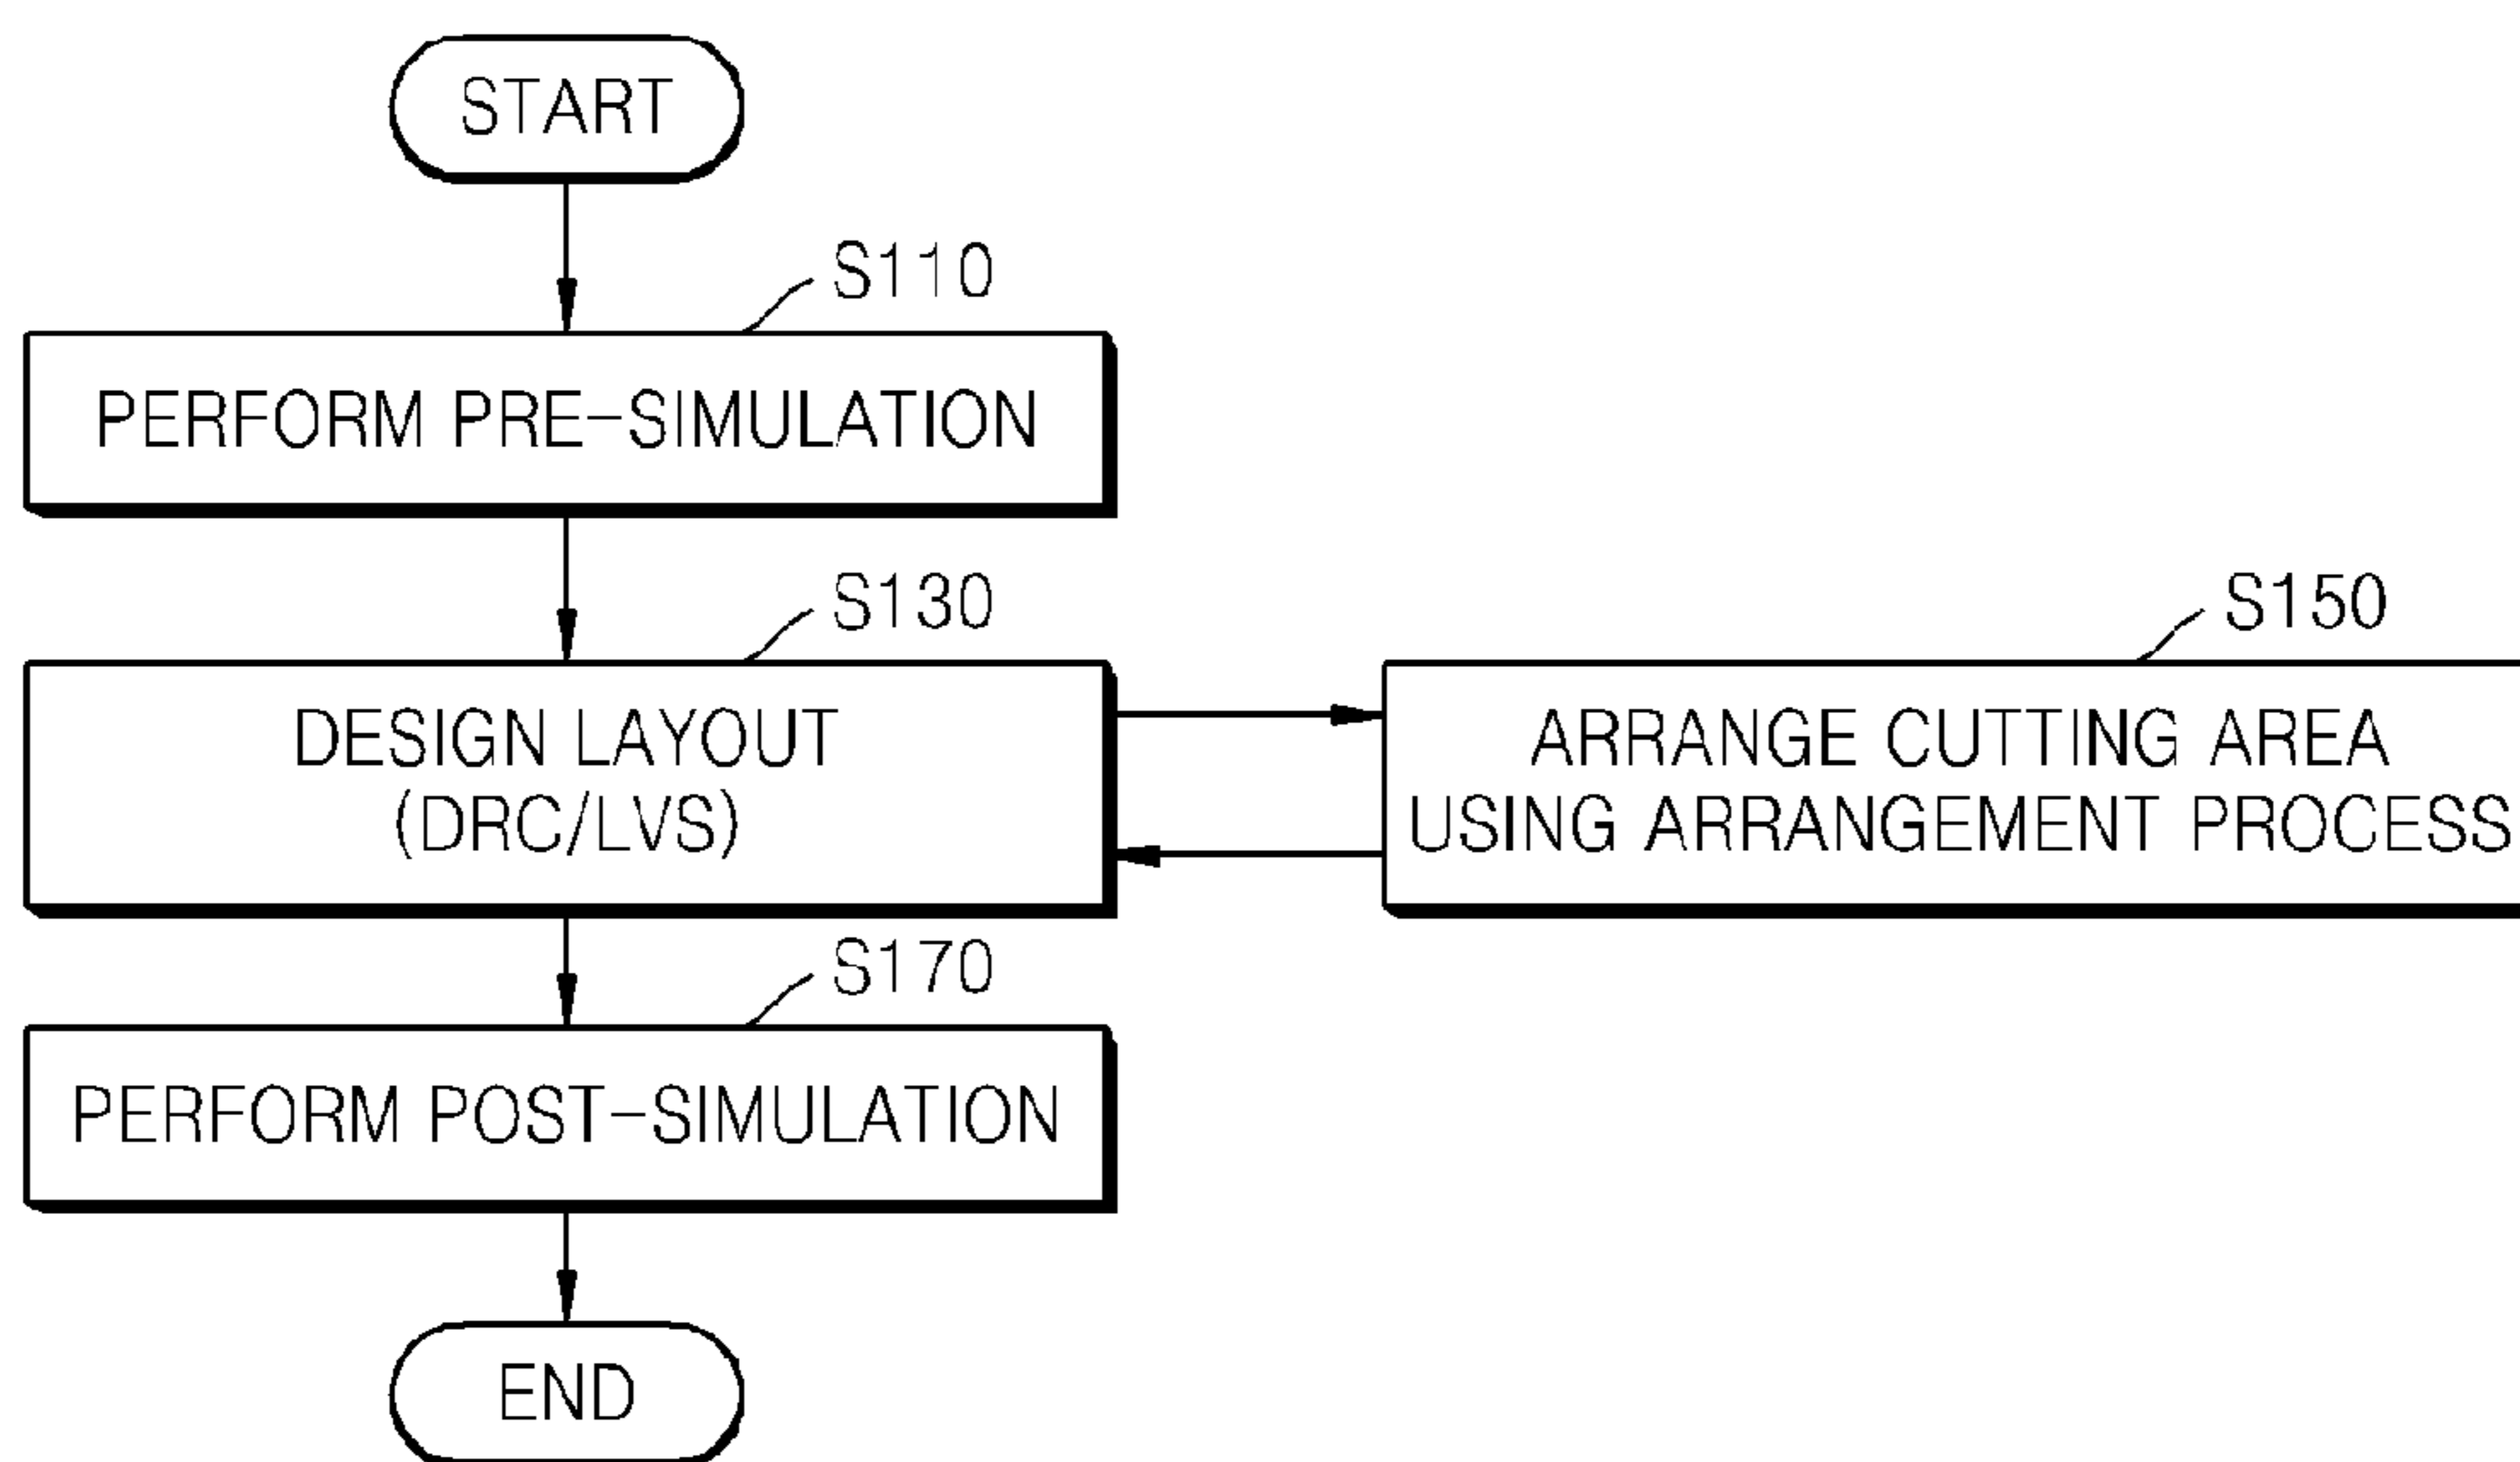 START
S110
PERFORM PRE-SIMULATION
S130
DESIGN LAYOUT
(DRC/LVS)
S150
ARRANGE CUTTING AREA
USING ARRANGEMENT PROCESS
S170
PERFORM POST-SIMULATION
END